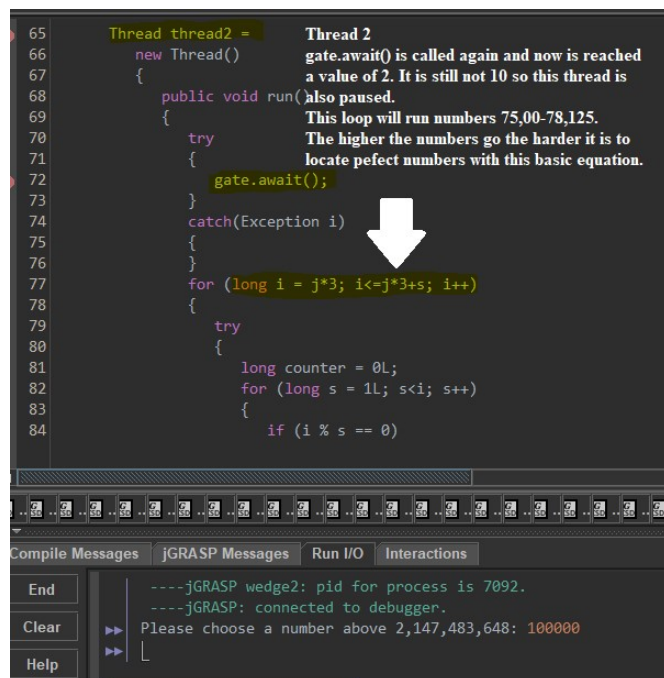 65 Thread thread2 =
66 new Thread()
67 {
68 public void run()
69 {
70 try
71 {
72 gate.await();
73 }
74 catch(Exception i)
75 {
76 }
77 for (long i = j*3; i<=j*3+s; i++)
78 {
79 try
80 {
81 long counter = 0L;
82 for (long s = 1L; s<i; s++)
83 {
84 if (i % s == 0)
Thread 2
gate.await() is called again and now is reached
a value of 2. It is still not 10 so this thread is
also paused.
This loop will run numbers 75,00-78,125.
The higher the numbers go the harder it is to
locate pefect numbers with this basic equation.
Compile Messages jGRASP Messages Run I/O Interactions
End
Clear
Help
----jGRASP wedge2: pid for process is 7092.
----jGRASP: connected to debugger.
Please choose a number above 2,147,483,648: 100000